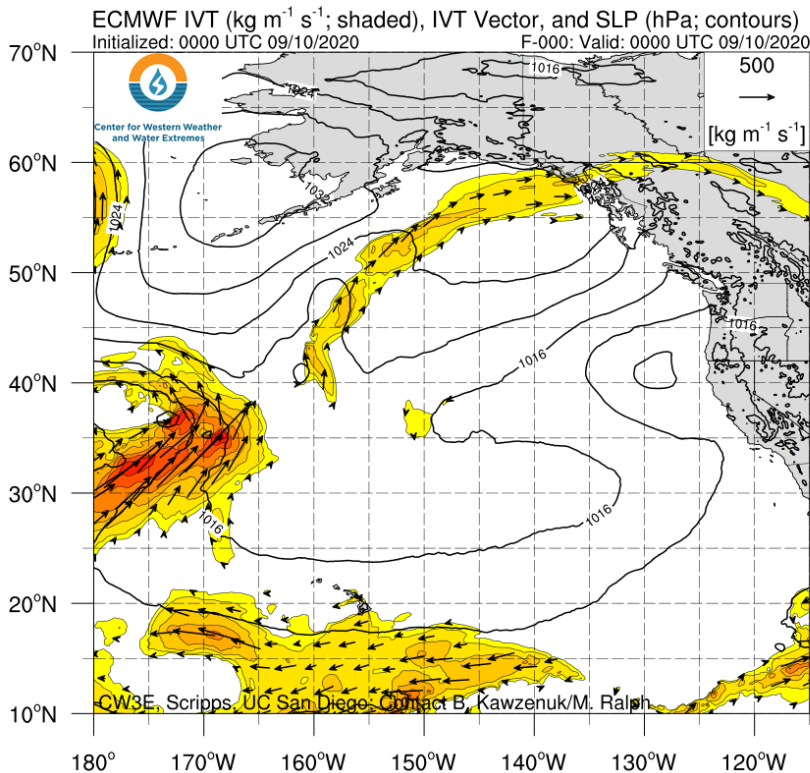 ECMWF IVT (kg m⁻¹ s⁻¹; shaded), IVT Vector, and SLP (hPa; contours)
Initialized: 0000 UTC 09/10/2020 F-000: Valid: 0000 UTC 09/10/2020
70°N
500
[kg m⁻¹ s⁻¹]
Center for Western Weather
and Water Extremes
1024
1016
60°N
1024
1024
50°N
1016
1016
40°N
30°N
1016
1016
20°N
10°N
CW3E, Scripps, UC San Diego, Contact B. Kawzenuk/M. Ralph
180°
170°W
160°W
150°W
140°W
130°W
120°W